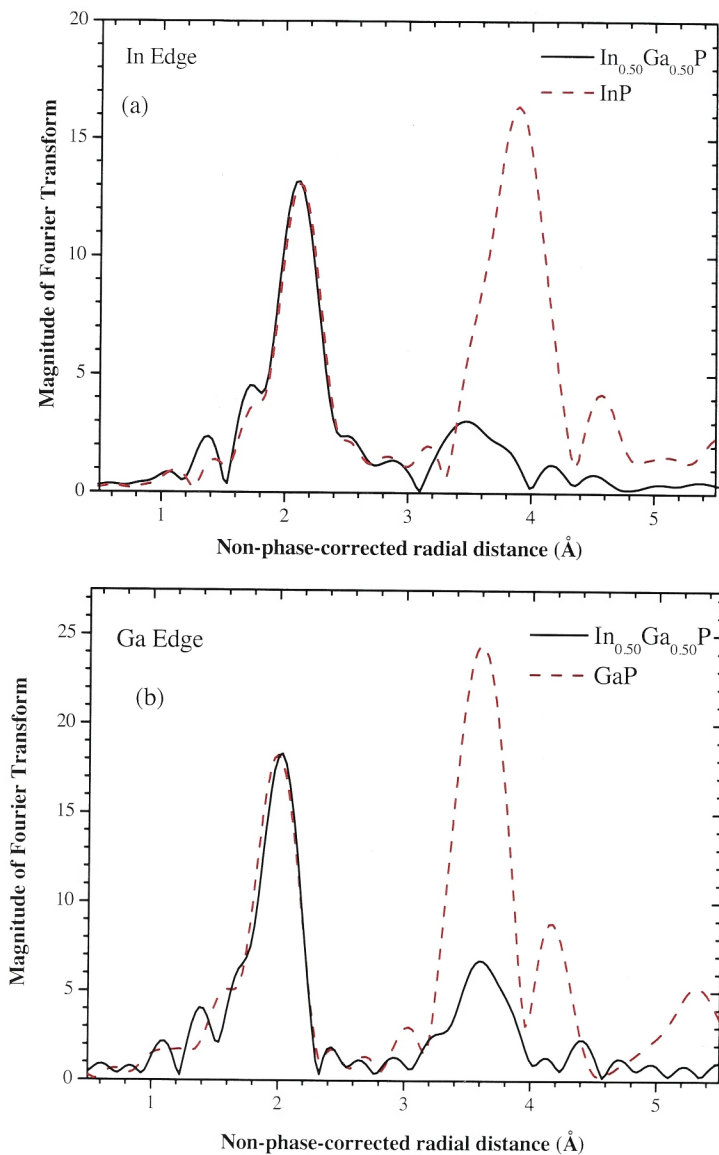 20
15
10
5
0
In Edge
(a)
In0.50Ga0.50P
InP
Magnitude of Fourier Transform
1 2 3 4 5
Non-phase-corrected radial distance (Å)
25
20
15
10
5
0
Ga Edge
(b)
In0.50Ga0.50P
GaP
Magnitude of Fourier Transform
1 2 3 4 5
Non-phase-corrected radial distance (Å)